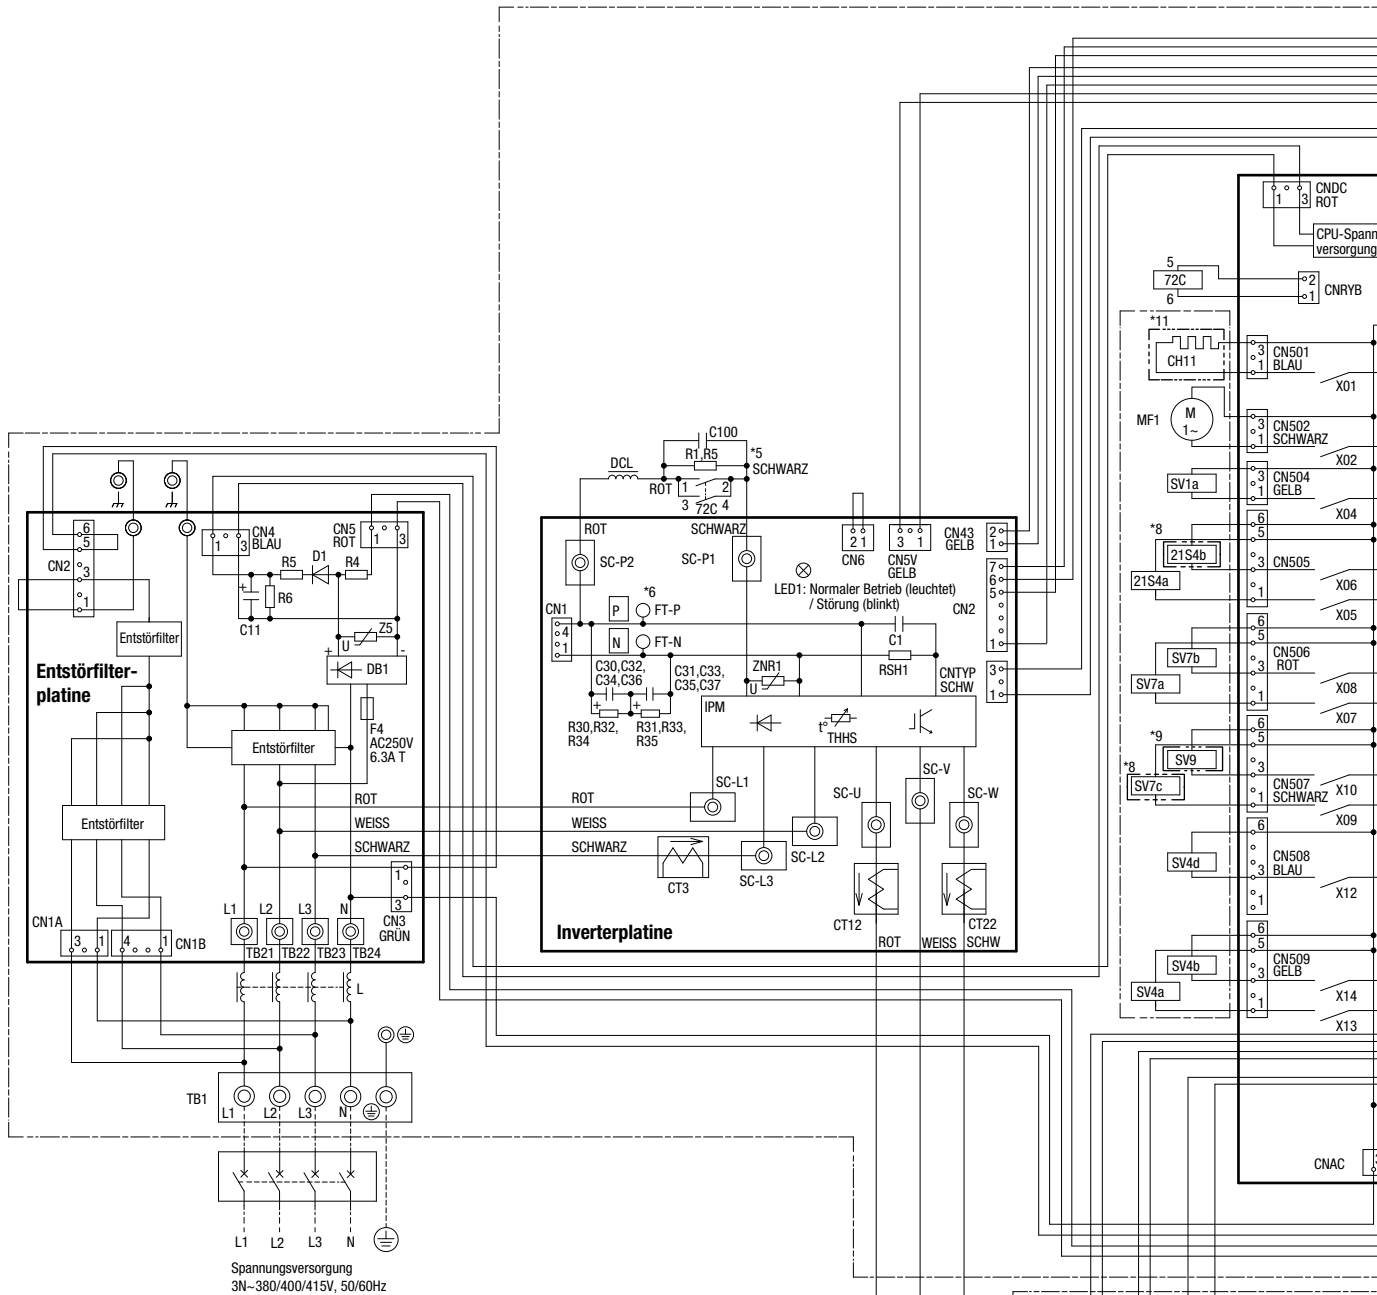 CNDC
ROT
1 3
CPU-Spann
versorgung
5
72C
6
2
1
CNRYB
*11
CH11
3
1
CN501
BLAU
X01
MF1
M
1~
3
1
CN502
SCHWARZ
X02
SV1a
3
1
CN504
GELB
X04
*8
21S4b
21S4a
6
5
3
1
CN505
X06
X05
SV7b
SV7a
6
5
3
1
CN506
ROT
X08
X07
*9
SV9
*8
SV7c
6
5
3
1
CN507
SCHWARZ
X10
X09
SV4d
6
3
1
CN508
BLAU
X12
SV4b
SV4a
6
5
3
1
CN509
GELB
X14
X13
CNAC
C100
R1,R5
*5
SCHWARZ
DCL
ROT
1 2
3 4
72C
ROT
SC-P2
SCHWARZ
SC-P1
2 1
CN6
3 1
CN5V
GELB
CN43
GELB
2
1
LED1: Normaler Betrieb (leuchtet)
/ Störung (blinkt)
CN2
7
6
5
1
CN1
4
1
P
*6
FT-P
N
FT-N
C1
RSH1
CNTYP
SCHW
3
1
C30,C32,
C34,C36
C31,C33,
C35,C37
+
+
R30,R32,
R34
R31,R33,
R35
ZNR1
U
IPM
t°
THHS
SC-L1
SC-L2
SC-L3
CT3
SC-U
SC-V
SC-W
CT12
CT22
ROT
WEISS
SCHW
ROT
WEISS
SCHWARZ
Inverterplatine
Entstörfilter-
platine
6
5
3
1
CN2
1 3
CN4
BLAU
CN5
ROT
1 3
R5
D1
R4
+
R6
C11
Z5
U
+ -
DB1
F4
AC250V
6.3A T
Entstörfilter
Entstörfilter
Entstörfilter
ROT
WEISS
SCHWARZ
1
3
CN3
GRÜN
L1
L2
L3
N
TB21
TB22
TB23
TB24
CN1A
3 1
4 1
CN1B
L
TB1
L1
L2
L3
N
L1
L2
L3
N
Spannungsversorgung
3N~380/400/415V, 50/60Hz